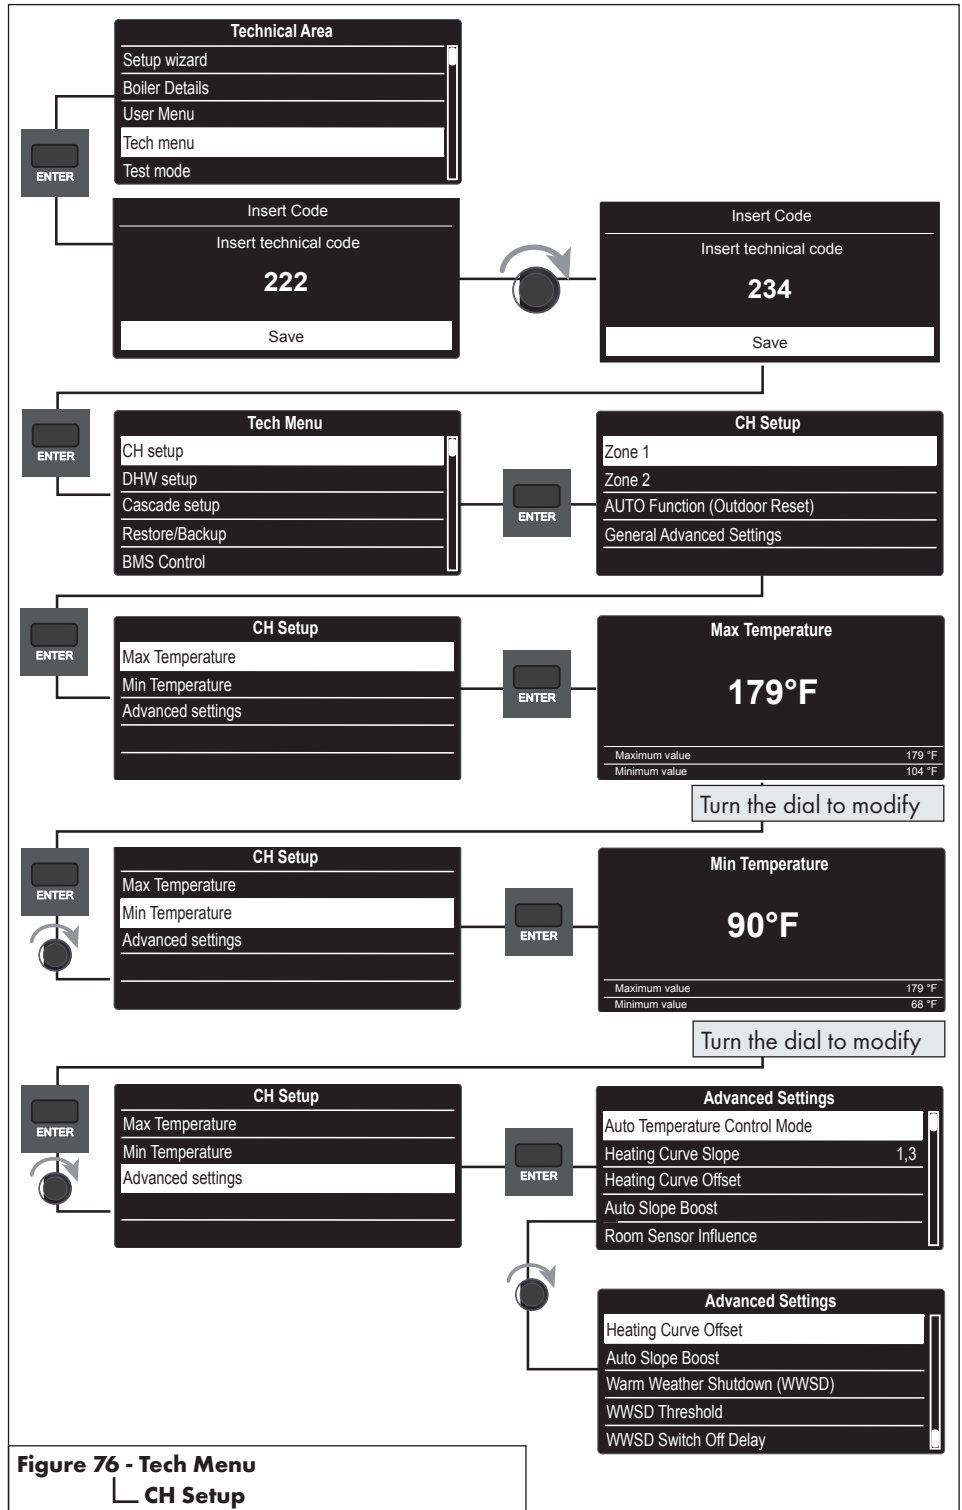 Technical Area
Setup wizard
Boiler Details
User Menu
Tech menu
Test mode
ENTER
Insert Code
Insert technical code
222
Save
Insert Code
Insert technical code
234
Save
ENTER
Tech Menu
CH setup
DHW setup
Cascade setup
Restore/Backup
BMS Control
ENTER
CH Setup
Zone 1
Zone 2
AUTO Function (Outdoor Reset)
General Advanced Settings
ENTER
CH Setup
Max Temperature
Min Temperature
Advanced settings
ENTER
Max Temperature
179°F
Maximum value 179 °F
Minimum value 104 °F
Turn the dial to modify
ENTER
CH Setup
Max Temperature
Min Temperature
Advanced settings
ENTER
Min Temperature
90°F
Maximum value 179 °F
Minimum value 68 °F
Turn the dial to modify
ENTER
CH Setup
Max Temperature
Min Temperature
Advanced settings
ENTER
Advanced Settings
Auto Temperature Control Mode
Heating Curve Slope 1,3
Heating Curve Offset
Auto Slope Boost
Room Sensor Influence
Advanced Settings
Heating Curve Offset
Auto Slope Boost
Warm Weather Shutdown (WWSD)
WWSD Threshold
WWSD Switch Off Delay
Figure 76 - Tech Menu
CH Setup